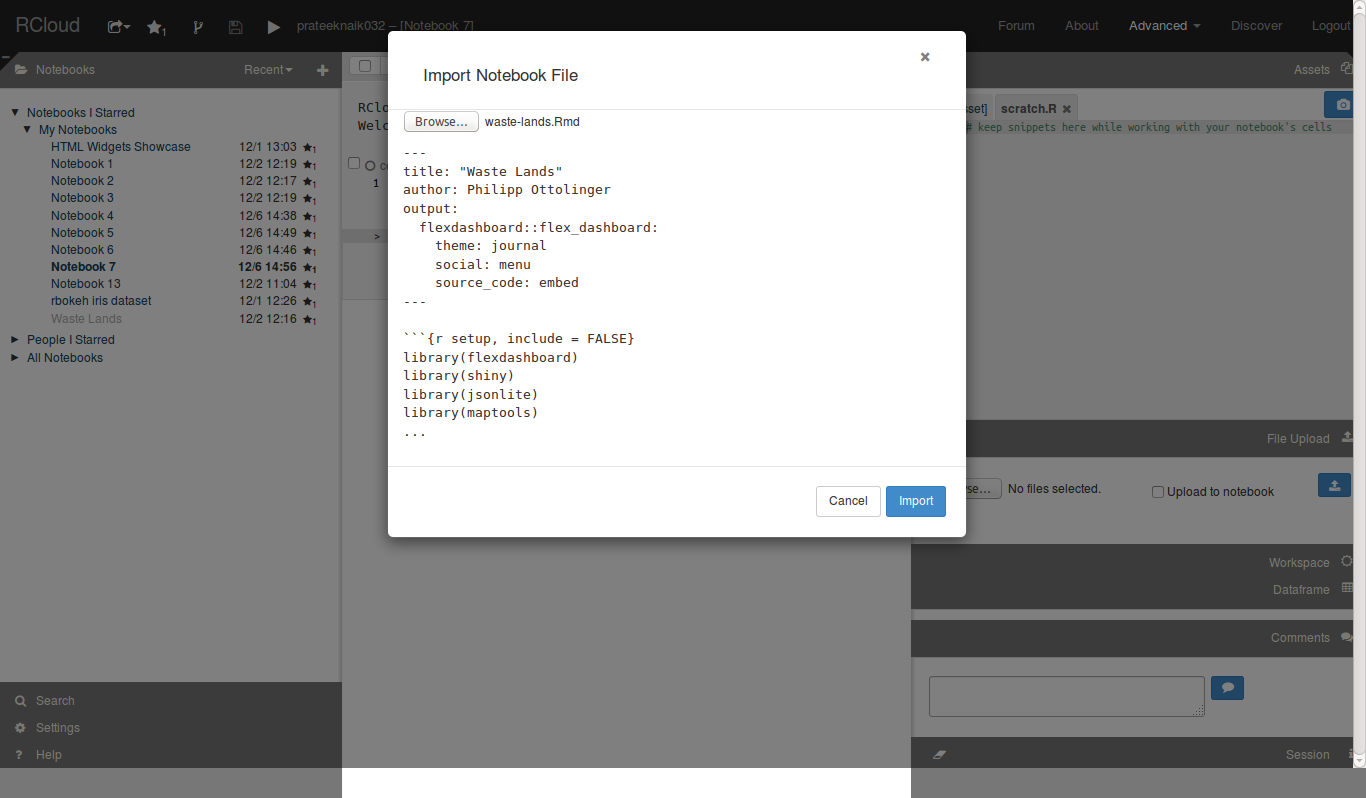 RCloud
1
prateeknaik032 – [Notebook 7]
Forum
About
Advanced
Discover
Logout
Notebooks
Recent
Notebooks I Starred
My Notebooks
HTML Widgets Showcase 12/1 13:03 1
Notebook 1 12/2 12:19 1
Notebook 2 12/2 12:17 1
Notebook 3 12/2 12:19 1
Notebook 4 12/6 14:38 1
Notebook 5 12/6 14:49 1
Notebook 6 12/6 14:46 1
Notebook 7 12/6 14:56 1
Notebook 13 12/2 11:04 1
rbokeh iris dataset 12/1 12:26 1
Waste Lands 12/2 12:16 1
People I Starred
All Notebooks
Search
Settings
? Help
RClo
Welc
1
>
Import Notebook File
×
Browse... waste-lands.Rmd
---
title: "Waste Lands"
author: Philipp Ottolinger
output:
  flexdashboard::flex_dashboard:
    theme: journal
    social: menu
    source_code: embed
---
```{r setup, include = FALSE}
library(flexdashboard)
library(shiny)
library(jsonlite)
library(maptools)
...
Cancel
Import
Assets
set]
scratch.R ×
# keep snippets here while working with your notebook's cells
File Upload
se... No files selected.
Upload to notebook
Workspace
Dataframe
Comments
Session